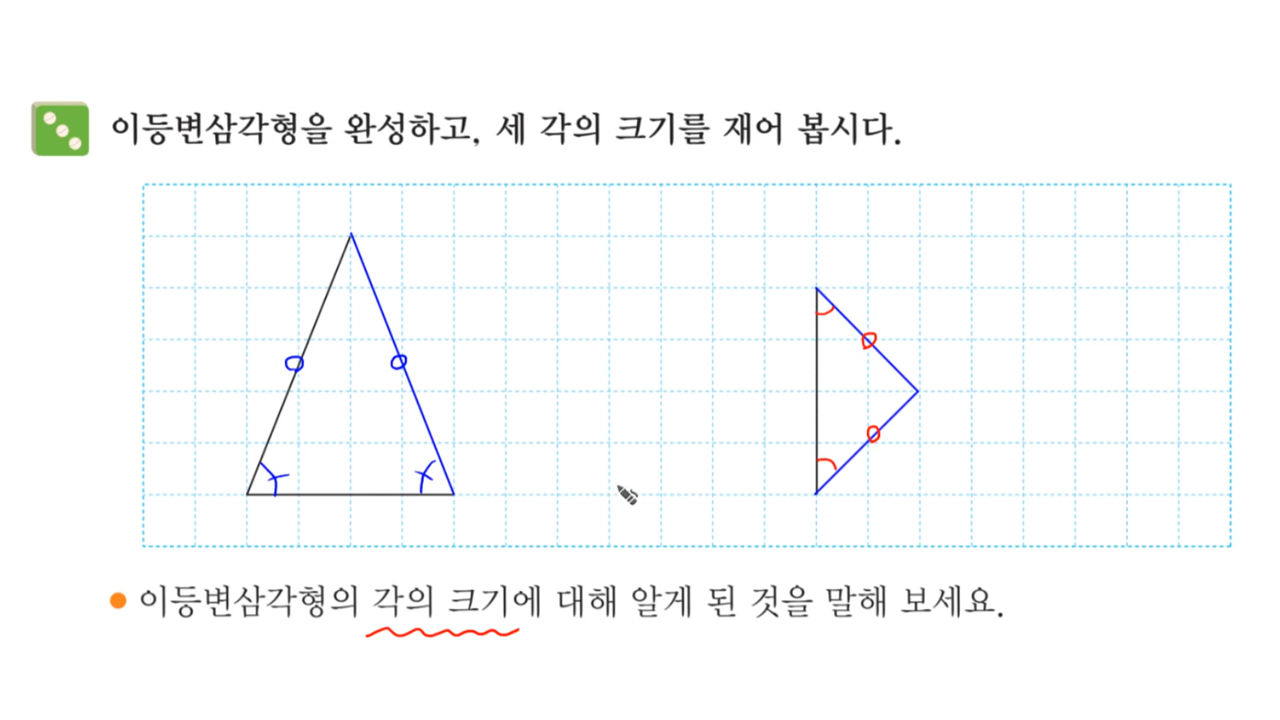 이등변삼각형을 완성하고, 세 각의 크기를 재어 봅시다.
이등변삼각형의 각의 크기에 대해 알게 된 것을 말해 보세요.